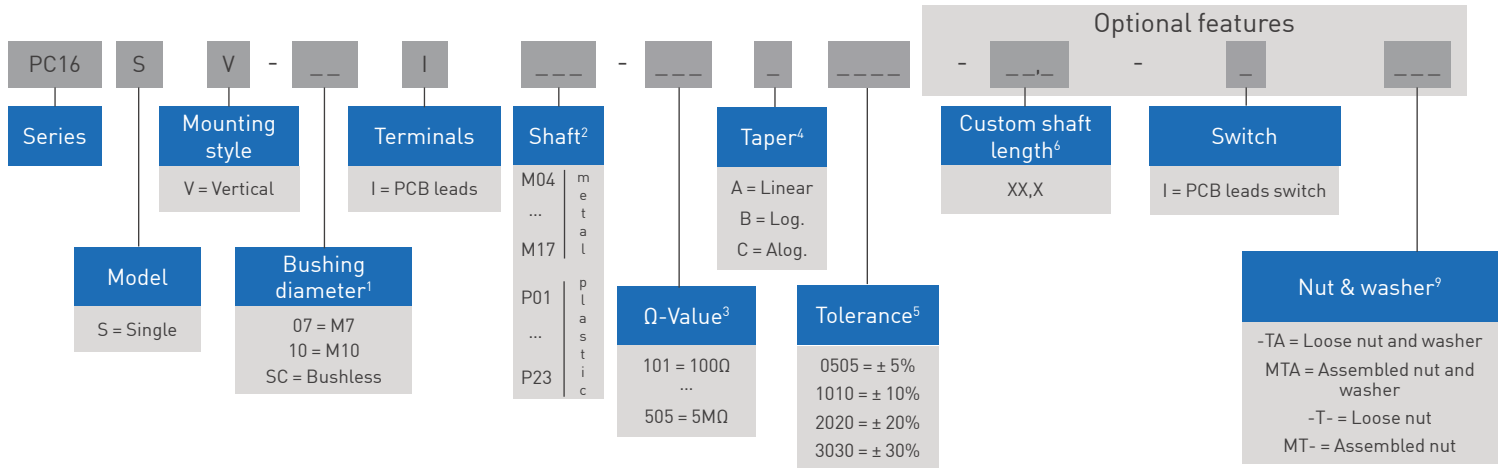 Optional features
PC16 S V - _ _ I _ _ _ - _ _ _ _ _ _ _ _ - _ _,_ - _ _ _ _
Series
Mounting
style
V = Vertical
Terminals
I = PCB leads
Shaft2
M04
...
M17
metal
P01
...
P23
plastic
Taper4
A = Linear
B = Log.
C = Alog.
Custom shaft
length6
XX,X
Switch
I = PCB leads switch
Model
S = Single
Bushing
diameter1
07 = M7
10 = M10
SC = Bushless
Ω-Value3
101 = 100Ω
...
505 = 5MΩ
Tolerance5
0505 = ± 5%
1010 = ± 10%
2020 = ± 20%
3030 = ± 30%
Nut & washer9
-TA = Loose nut and washer
MTA = Assembled nut and
washer
-T- = Loose nut
MT- = Assembled nut